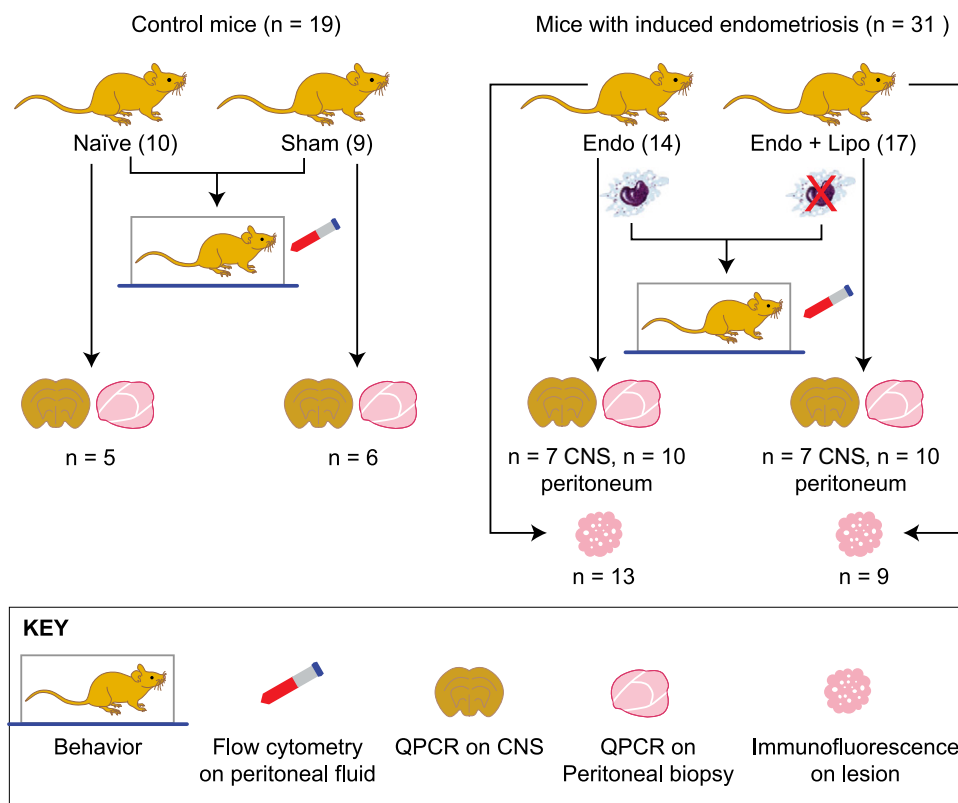 Control mice (n = 19)
Mice with induced endometriosis (n = 31 )
Naïve (10)
Sham (9)
Endo (14)
Endo + Lipo (17)
n = 5
n = 6
n = 7 CNS, n = 10
peritoneum
n = 7 CNS, n = 10
peritoneum
n = 13
n = 9
KEY
Behavior
Flow cytometry
on peritoneal fluid
QPCR on CNS
QPCR on
Peritoneal biopsy
Immunofluorescence
on lesion